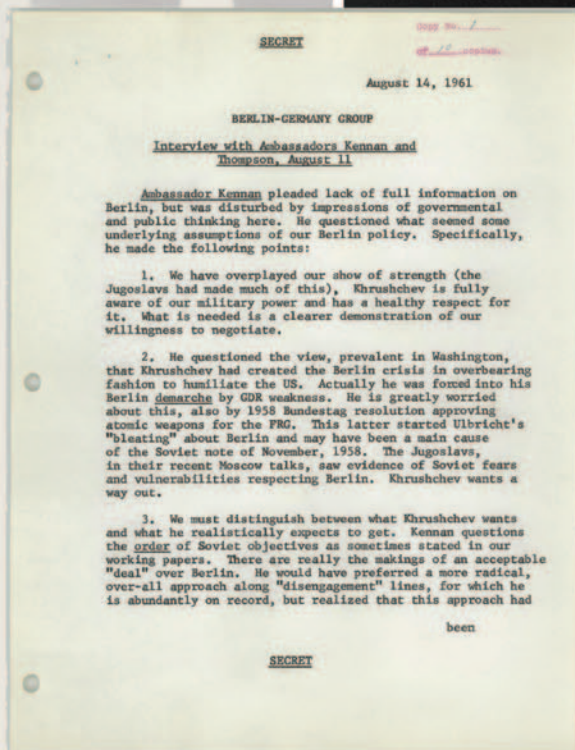 SECRET
Copy No. 1
of 19 copies.
August 14, 1961
BERLIN-GERMANY GROUP
Interview with Ambassadors Kennan and
Thompson, August 11
Ambassador Kennan pleaded lack of full information on
Berlin, but was disturbed by impressions of governmental
and public thinking here. He questioned what seemed some
underlying assumptions of our Berlin policy. Specifically,
he made the following points:
1. We have overplayed our show of strength (the
Jugoslavs had made much of this), Khrushchev is fully
aware of our military power and has a healthy respect for
it. What is needed is a clearer demonstration of our
willingness to negotiate.
2. He questioned the view, prevalent in Washington,
that Khrushchev had created the Berlin crisis in overbearing
fashion to humiliate the US. Actually he was forced into his
Berlin demarche by GDR weakness. He is greatly worried
about this, also by 1958 Bundestag resolution approving
atomic weapons for the FRG. This latter started Ulbricht's
"bleating" about Berlin and may have been a main cause
of the Soviet note of November, 1958. The Jugoslavs,
in their recent Moscow talks, saw evidence of Soviet fears
and vulnerabilities respecting Berlin. Khrushchev wants a
way out.
3. We must distinguish between what Khrushchev wants
and what he realistically expects to get. Kennan questions
the order of Soviet objectives as sometimes stated in our
working papers. There are really the makings of an acceptable
"deal" over Berlin. He would have preferred a more radical,
over-all approach along "disengagement" lines, for which he
is abundantly on record, but realized that this approach had
been
SECRET